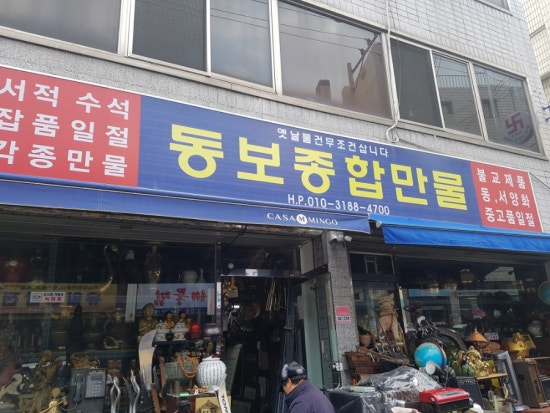 서적 수석
잡품일절
각종만물
옛날물건무조건삽니다
동보종합만물
H.P.010-3188-4700
불교제품
동,서양화
중고품일절
CASA M MINGO